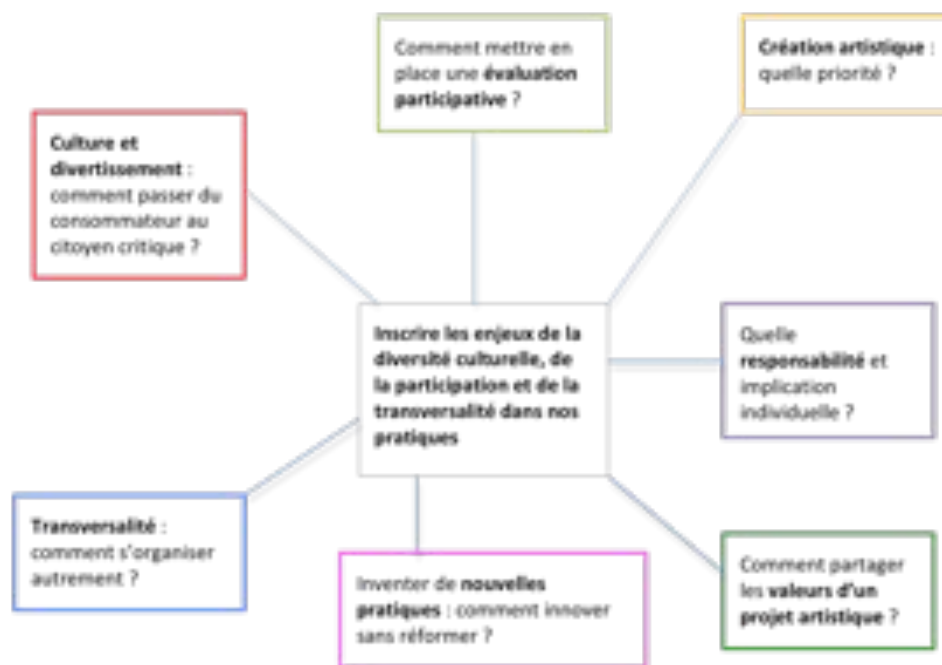 Comment mettre en
place une évaluation
participative ?
Création artistique :
quelle priorité ?
Culture et
divertissement :
comment passer du
consommateur au
citoyen critique ?
Inscrire les enjeux de la
diversité culturelle, de
la participation et de la
transversalité dans nos
pratiques
Quelle
responsabilité et
implication
individuelle ?
Transversalité :
comment s'organiser
autrement ?
Inventer de nouvelles
pratiques : comment innover
sans réformer ?
Comment partager
les valeurs d'un
projet artistique ?